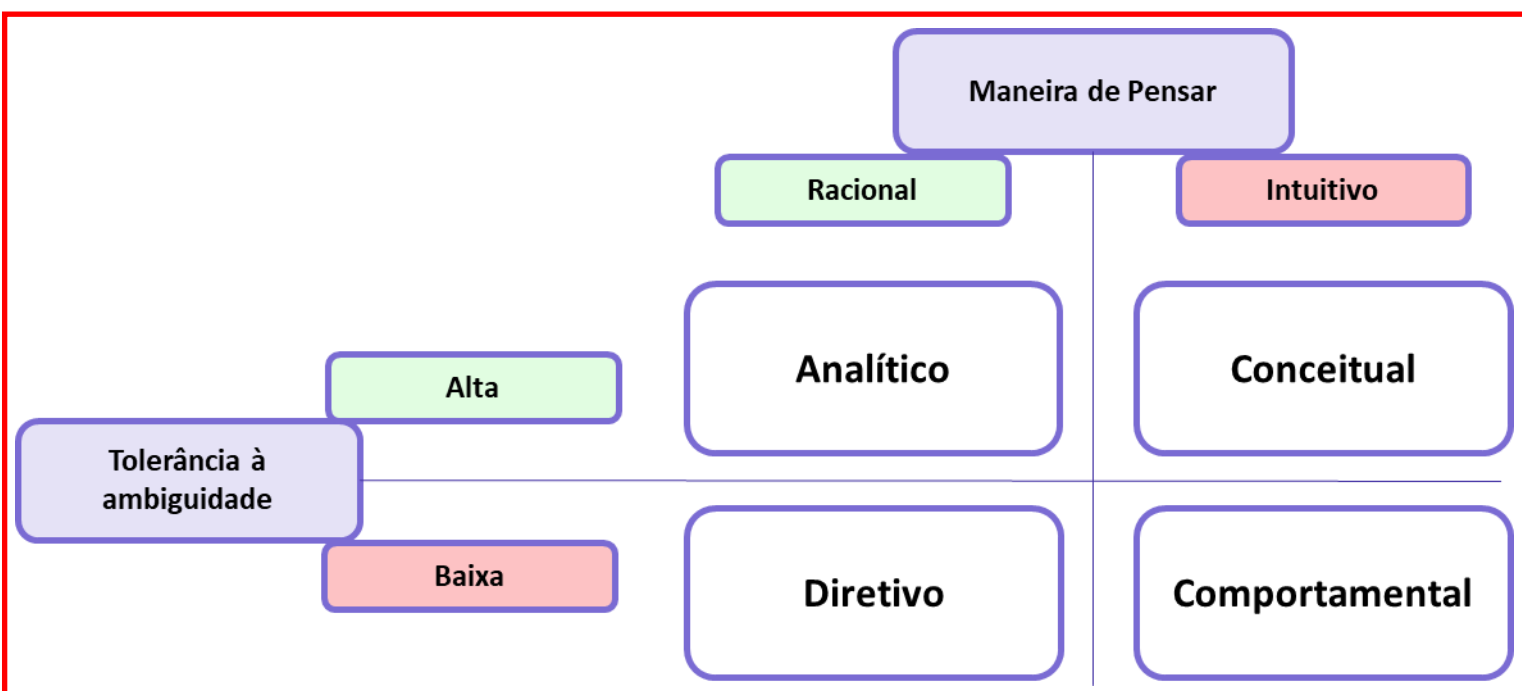 Maneira de Pensar
Racional
Intuitivo
Analítico
Conceitual
Alta
Tolerância à
ambiguidade
Baixa
Diretivo
Comportamental